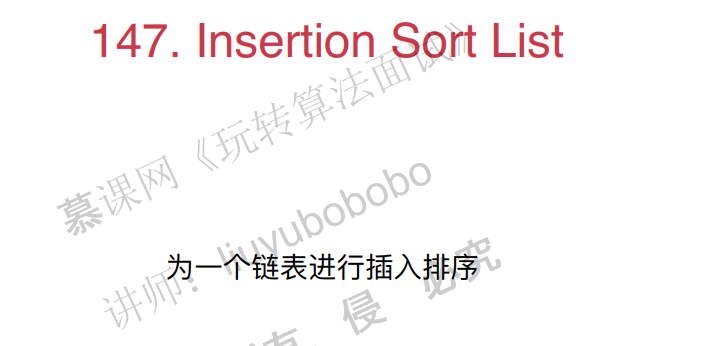 147. Insertion Sort List
慕课网《玩转算法面试》
讲师：liuyubobobo
为一个链表进行插入排序
侵 必究